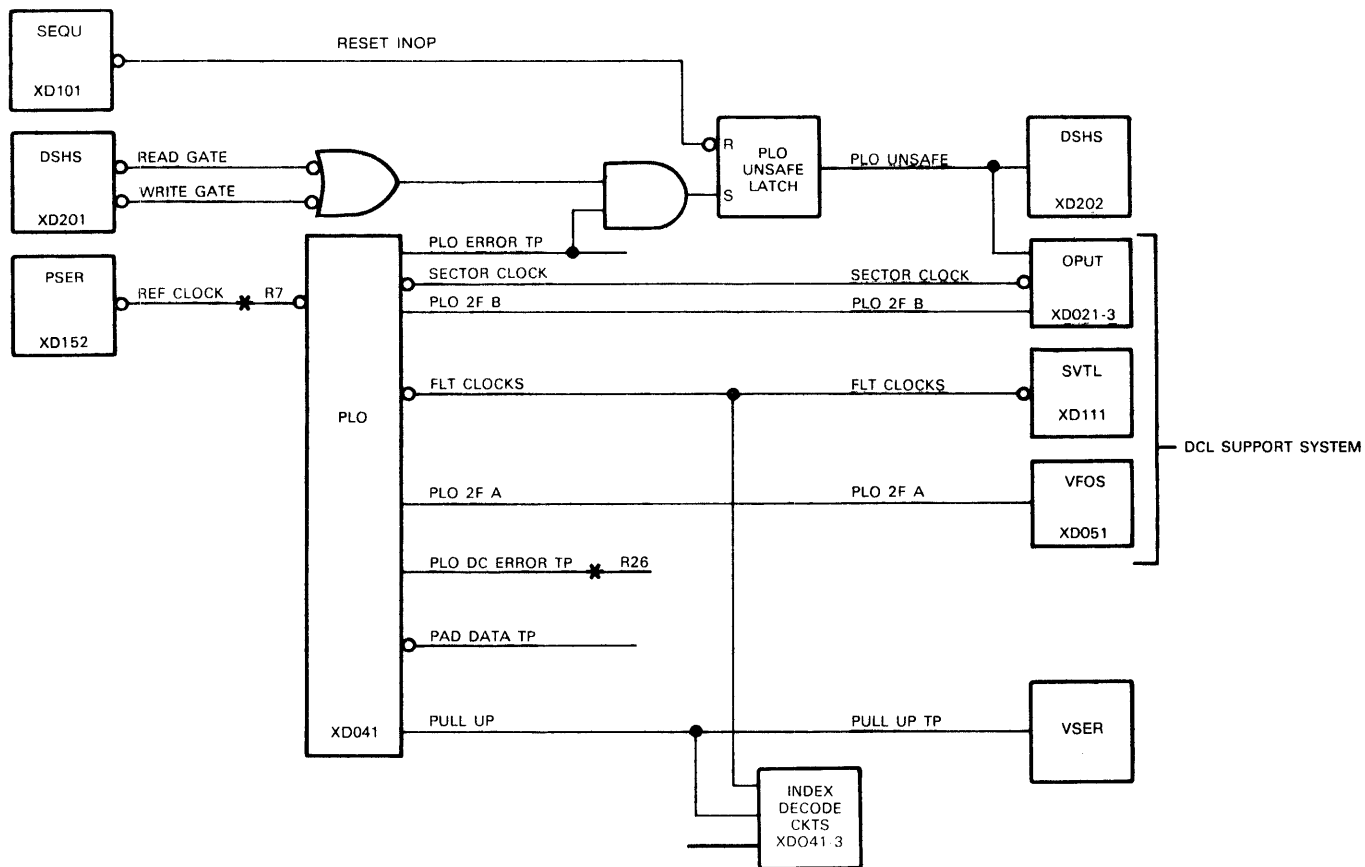 SEQU
XD101
RESET INOP
DSHS
XD201
READ GATE
WRITE GATE
R
S
PLO
UNSAFE
LATCH
PLO UNSAFE
DSHS
XD202
PSER
XD152
REF CLOCK
R7
PLO
XD041
PLO ERROR TP
SECTOR CLOCK
SECTOR CLOCK
PLO 2F B
PLO 2F B
OPUT
XD021-3
FLT CLOCKS
FLT CLOCKS
SVTL
XD111
DCL SUPPORT SYSTEM
PLO 2F A
PLO 2F A
VFOS
XD051
PLO DC ERROR TP
R26
PAD DATA TP
PULL UP
PULL UP TP
VSER
INDEX
DECODE
CKTS
XDO41-3